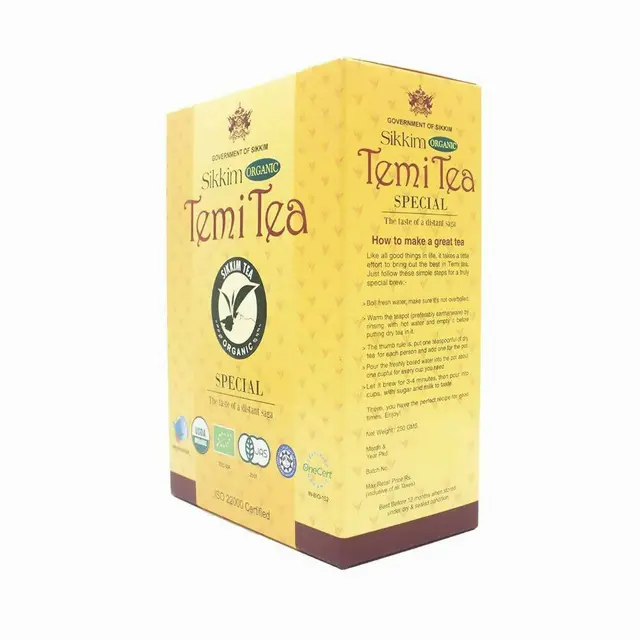 GOVERNMENT OF SIKKIM
Sikkim ORGANIC
Temi Tea
SIKKIM TEA
ORGANIC
SPECIAL
The taste of a distant saga
USDA
ORGANIC
JAS
OneCert
ISO 22000 Certified
GOVERNMENT OF SIKKIM
Sikkim ORGANIC
Temi Tea
SPECIAL
The taste of a distant saga
How to make a great tea
Like all good things in life, it takes a little
effort to bring out the best in Temi tea.
Just follow these simple steps for a truly
special brew:-
Boil fresh water, make sure it's not overboiled.
Warm the teapot (preferably earthenware) by
rinsing with hot water and empty it before
putting dry tea in it.
The thumb rule is, put one teaspoonful of dry
tea for each person and add one for the pot.
Pour the freshly boiled water into the pot about
one cupful for every cup you need.
Let it brew for 3-4 minutes, then pour into
cups, with sugar and milk to taste.
There, you have the perfect recipe for good
times. Enjoy!
Net Weight: 250 GMS.
Month &
Year Pkd.
Batch No.
Max Retail Price Rs.
(inclusive of all Taxes)
Best Before 12 months when stored
under dry & sealed condition